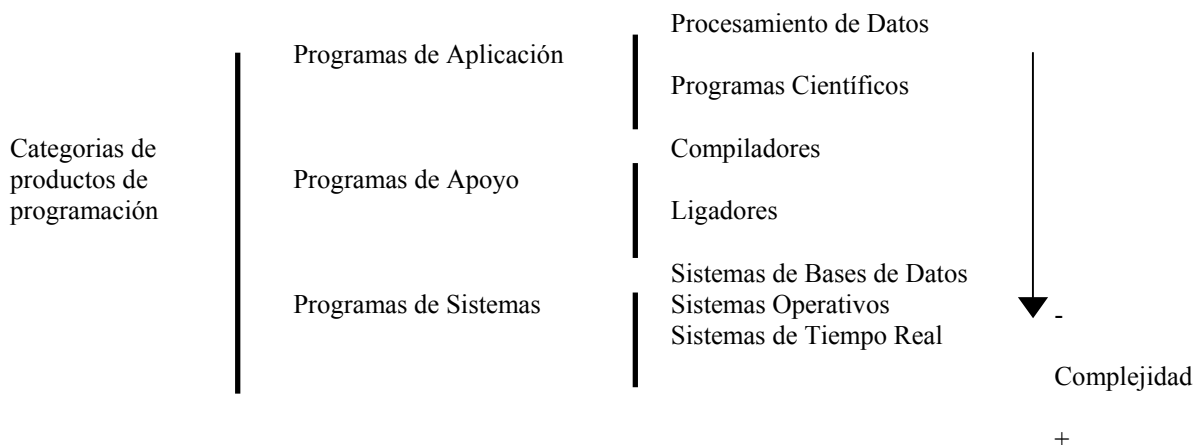 Categorias de
productos de
programación
Programas de Aplicación
Procesamiento de Datos
Programas Científicos
Programas de Apoyo
Compiladores
Ligadores
Programas de Sistemas
Sistemas de Bases de Datos
Sistemas Operativos
Sistemas de Tiempo Real
-
Complejidad
+